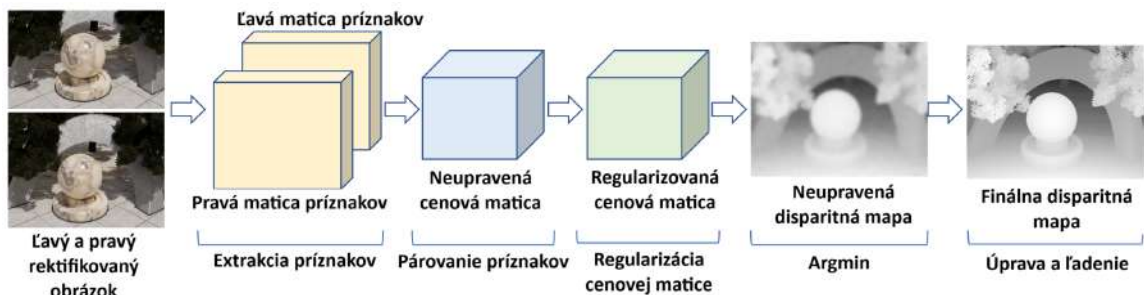 Ľavá matica príznakov
Pravá matica príznakov
Neupravená
cenová matica
Regularizovaná
cenová matica
Neupravená
disparitná mapa
Finálna disparitná
mapa
Ľavý a pravý
rektifikovaný
obrázok
Extrakcia príznakov
Párovanie príznakov
Regularizácia
cenovej matice
Argmin
Úprava a ľadenie